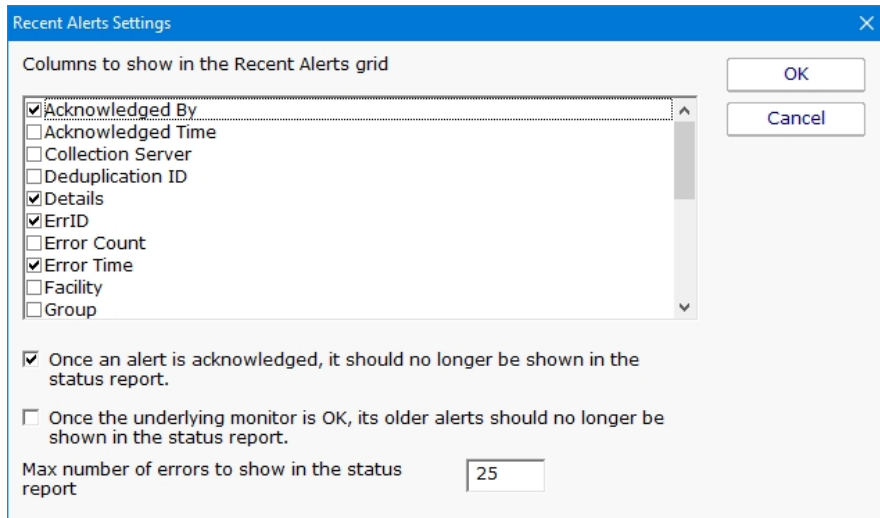 Recent Alerts Settings
Columns to show in the Recent Alerts grid
OK
Cancel
Acknowledged By
Acknowledged Time
Collection Server
Deduplication ID
Details
ErrID
Error Count
Error Time
Facility
Group
Once an alert is acknowledged, it should no longer be shown in the
status report.
Once the underlying monitor is OK, its older alerts should no longer be
shown in the status report.
Max number of errors to show in the status
report
25